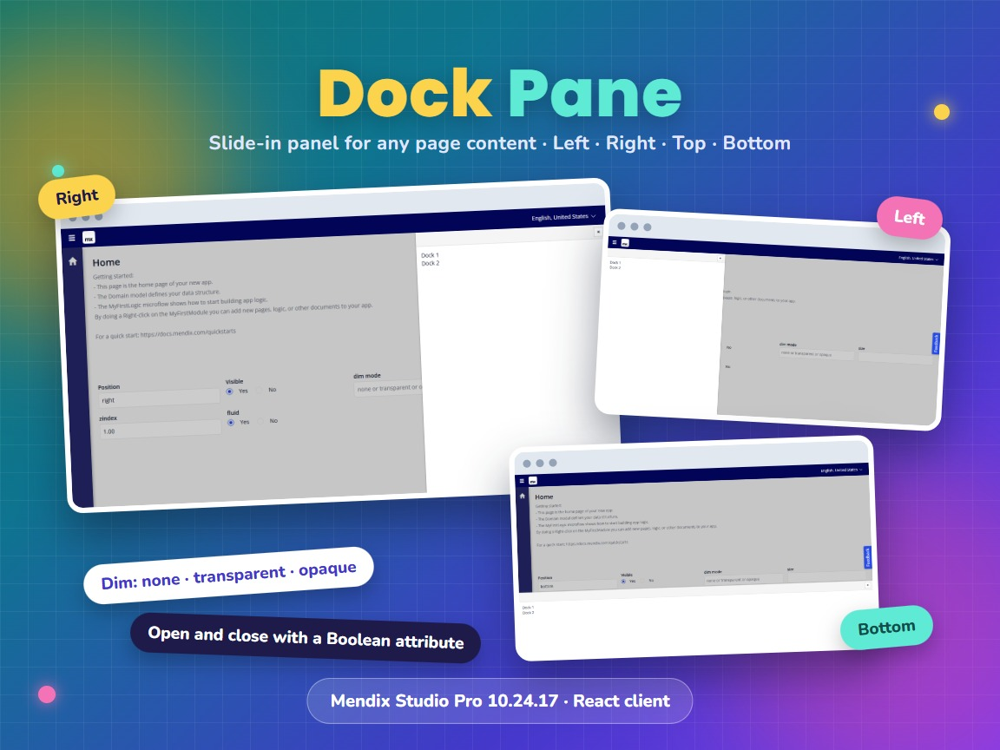 Dock Pane
Slide-in panel for any page content · Left · Right · Top · Bottom
Right
English, United States
mx
Home
Getting started:
- This page is the home page of your new app.
- The Domain model defines your data structure.
- The MyFirstLogic microflow shows how to start building app logic.
By doing a Right-click on the MyFirstModule you can add new pages, logic, or other documents to your app.
For a quick start: https://docs.mendix.com/quickstarts
Position
right
Visible
Yes No
dim mode
none or transparent or o
zindex
1.00
fluid
Yes No
Dock 1
Dock 2
Left
mx
English, United States
Dock 1
Dock 2
logic, or other documents to your app.
No
dim mode
none or transparent or opaque
size
No
Feedback
mx
English, United States
Home
Getting started:
- This page is the home page of your new app.
- The Domain model defines your data structure.
- The MyFirstLogic microflow shows how to start building app logic.
By doing a Right-click on the MyFirstModule you can add new pages, logic, or other documents to your app.
For a quick start: https://docs.mendix.com/quickstarts
Position
bottom
Visible
Yes No
dim mode
none or transparent or opaque
size
Feedback
Dock 1
Dock 2
Bottom
Dim: none · transparent · opaque
Open and close with a Boolean attribute
Mendix Studio Pro 10.24.17 · React client